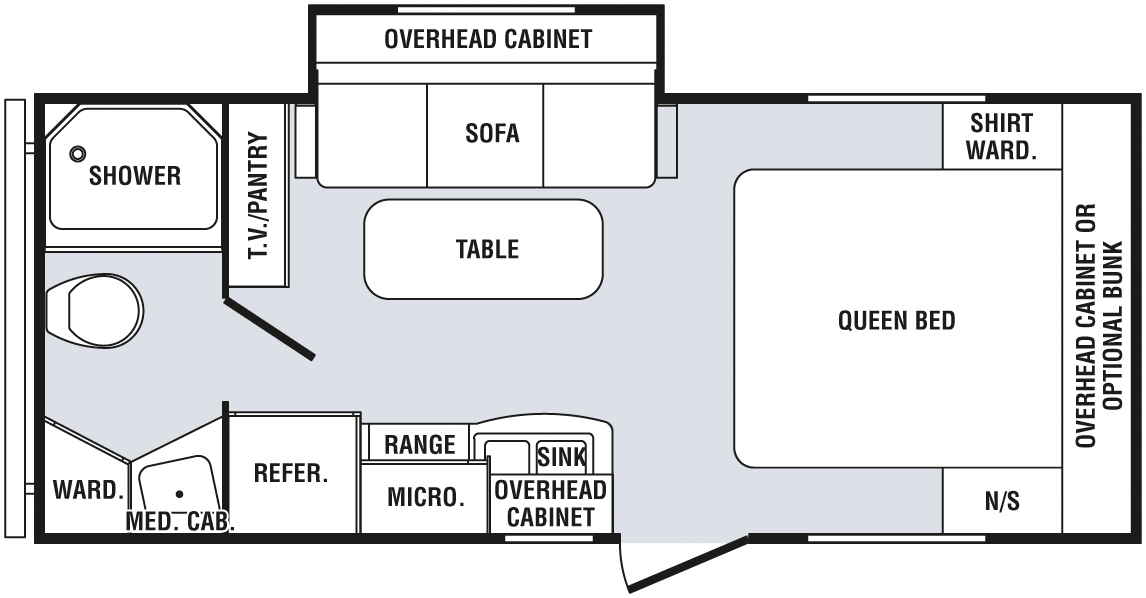 OVERHEAD CABINET
SOFA
SHIRT
WARD.
SHOWER
T.V./PANTRY
TABLE
QUEEN BED
OVERHEAD CABINET OR
OPTIONAL BUNK
RANGE
SINK
REFER.
WARD.
MICRO.
OVERHEAD
CABINET
N/S
MED. CAB.